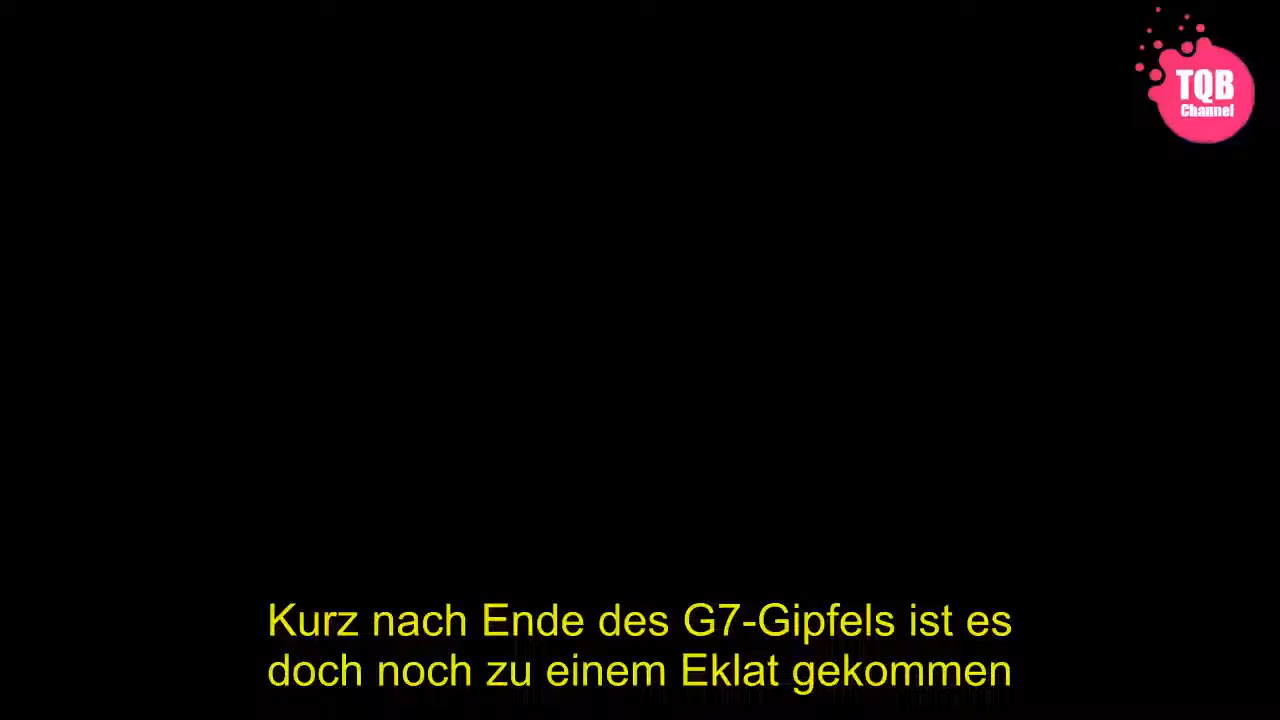 TQB
Channel
Kurz nach Ende des G7-Gipfels ist es
doch noch zu einem Eklat gekommen